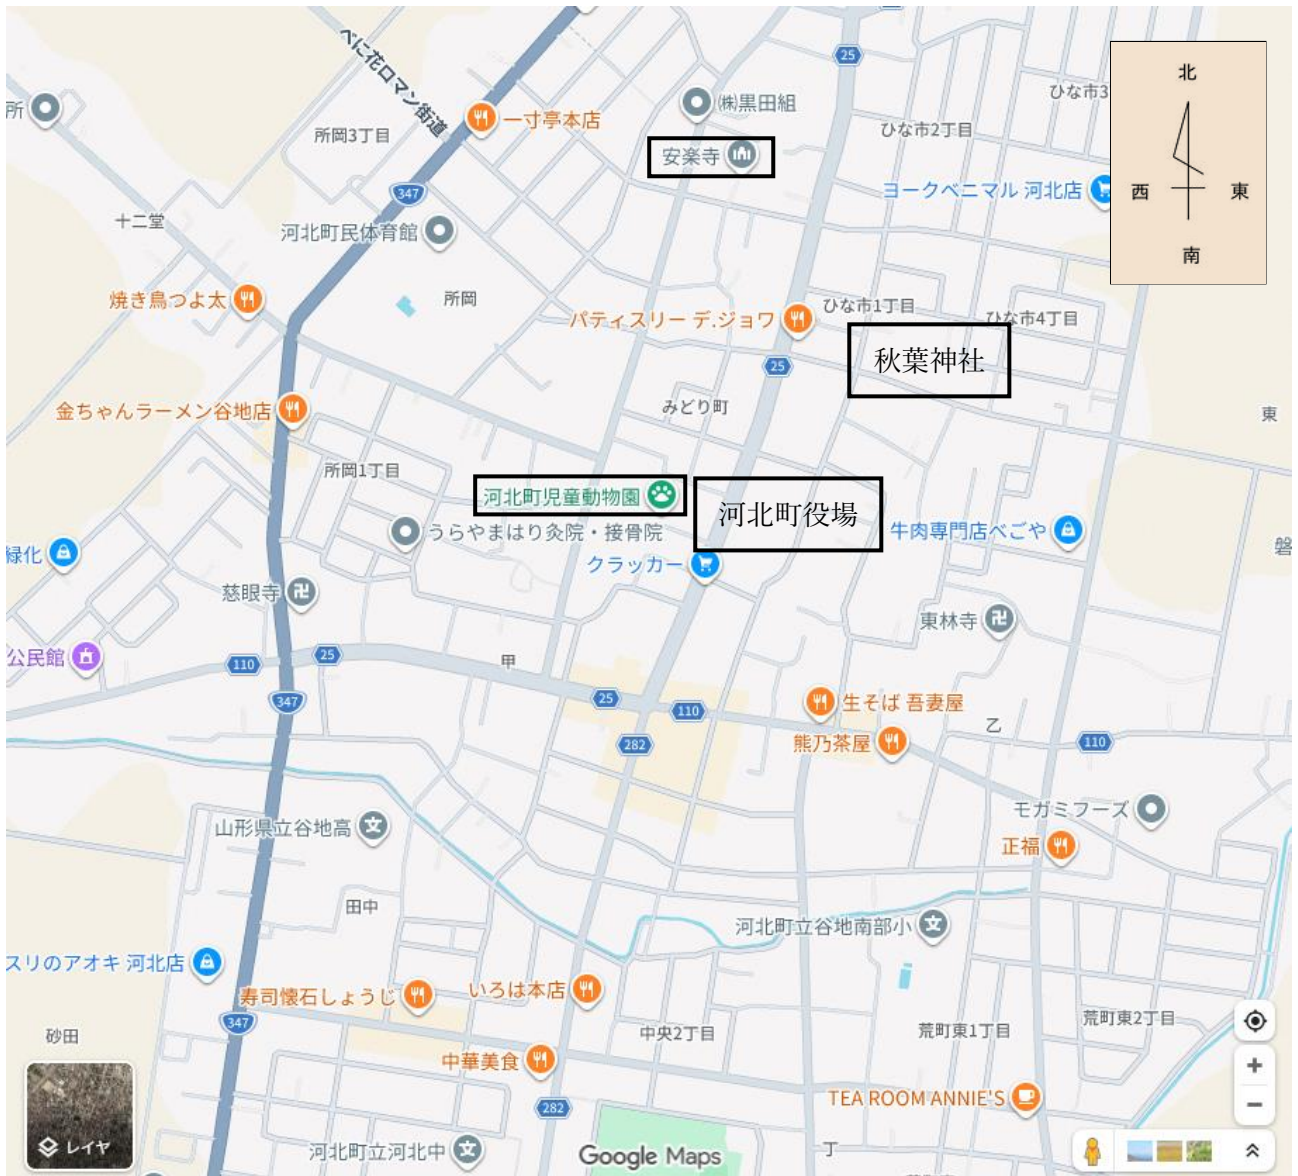 べに花ロマン街道
25
北
西
東
南
ひな市3
所
(株)黒田組
一寸亭本店
所岡3丁目
ひな市2丁目
安楽寺
347
ヨークベニマル 河北店
十二堂
河北町民体育館
焼き鳥つよ太
所岡
パティスリー デ.ジョワ
ひな市1丁目
ひな市4丁目
秋葉神社
25
金ちゃんラーメン谷地店
みどり町
東
所岡1丁目
河北町児童動物園
河北町役場
うらやまはり灸院・接骨院
牛肉専門店べごや
緑化
クラッカー
磐
慈眼寺
東林寺
公民館
110
25
甲
347
25
110
生そば 吾妻屋
282
熊乃茶屋
乙
110
モガミフーズ
山形県立谷地高
正福
田中
河北町立谷地南部小
スリのアオキ 河北店
寿司懐石しょうじ
いろは本店
347
砂田
中央2丁目
荒町東1丁目
荒町東2丁目
中華美食
TEA ROOM ANNIE'S
282
レイヤ
河北町立河北中
Google Maps
丁